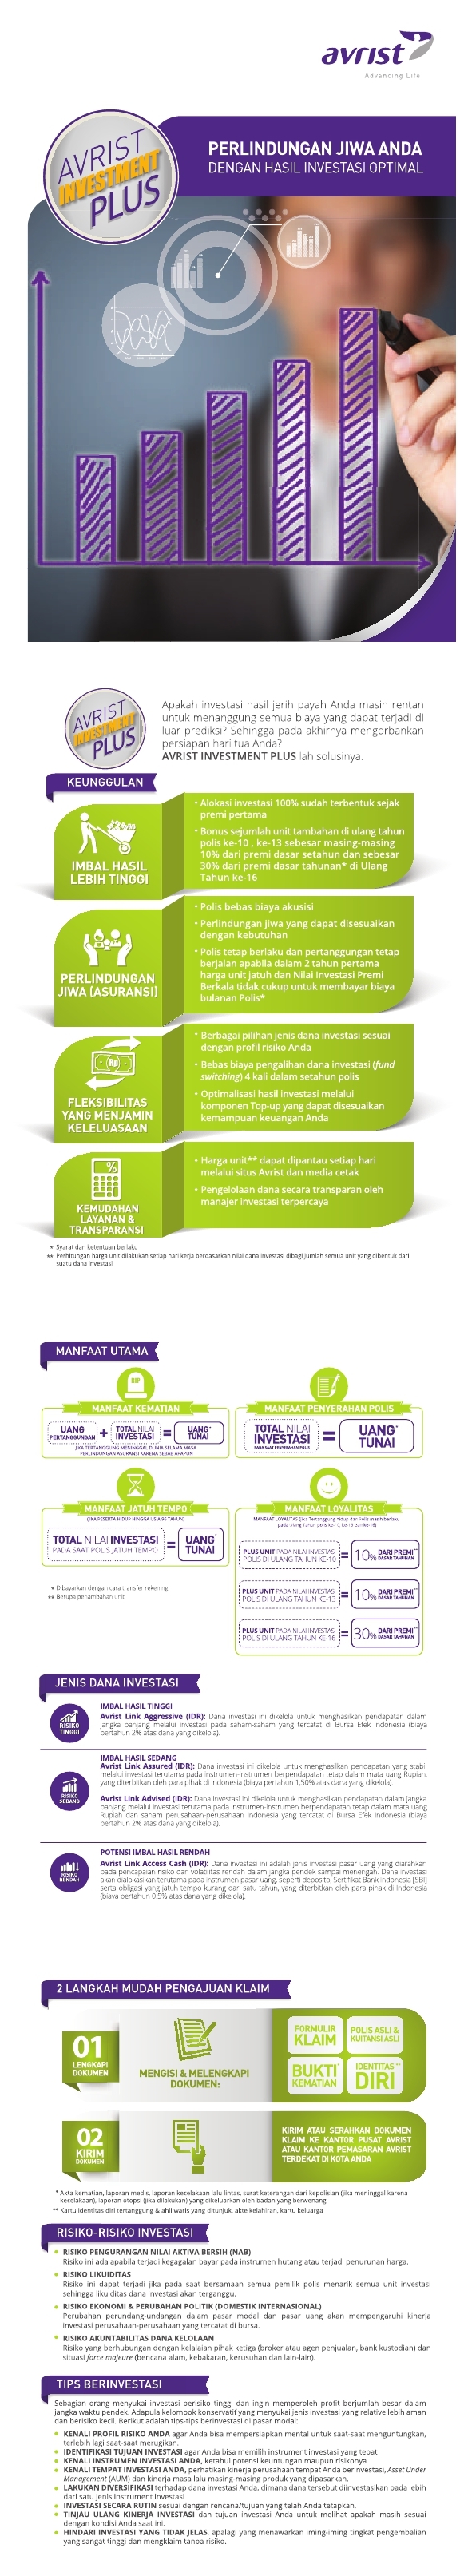 avrist
Advancing Life
AVRIST
INVESTMENT
PLUS
PERLINDUNGAN JIWA ANDA
DENGAN HASIL INVESTASI OPTIMAL
AVRIST
INVESTMENT
PLUS
Apakah investasi hasil jerih payah Anda masih rentan
untuk menanggung semua biaya yang dapat terjadi di
luar prediksi? Sehingga pada akhirnya mengorbankan
persiapan hari tua Anda?
AVRIST INVESTMENT PLUS lah solusinya.
KEUNGGULAN
IMBAL HASIL
LEBIH TINGGI
• Alokasi investasi 100% sudah terbentuk sejak
premi pertama
• Bonus sejumlah unit tambahan di ulang tahun
polis ke-10 , ke-13 sebesar masing-masing
10% dari premi dasar setahun dan sebesar
30% dari premi dasar tahunan* di Ulang
Tahun ke-16
PERLINDUNGAN
JIWA (ASURANSI)
• Polis bebas biaya akusisi
• Perlindungan jiwa yang dapat disesuaikan
dengan kebutuhan
• Polis tetap berlaku dan pertanggungan tetap
berjalan apabila dalam 2 tahun pertama
harga unit jatuh dan Nilai Investasi Premi
Berkala tidak cukup untuk membayar biaya
bulanan Polis*
FLEKSIBILITAS
YANG MENJAMIN
KELELUASAAN
• Berbagai pilihan jenis dana investasi sesuai
dengan profil risiko Anda
• Bebas biaya pengalihan dana investasi (fund
switching) 4 kali dalam setahun polis
• Optimalisasi hasil investasi melalui
komponen Top-up yang dapat disesuaikan
kemampuan keuangan Anda
KEMUDAHAN
LAYANAN &
TRANSPARANSI
• Harga unit** dapat dipantau setiap hari
melalui situs Avrist dan media cetak
• Pengelolaan dana secara transparan oleh
manajer investasi terpercaya
* Syarat dan ketentuan berlaku
** Perhitungan harga unit dilakukan setiap hari kerja berdasarkan nilai dana investasi dibagi jumlah semua unit yang dibentuk dari
suatu dana investasi
MANFAAT UTAMA
MANFAAT KEMATIAN
UANG
PERTANGGUNGAN
+
TOTAL NILAI
INVESTASI
=
UANG*
TUNAI
JIKA TERTANGGUNG MENINGGAL DUNIA SELAMA MASA
PERLINDUNGAN ASURANSI KARENA SEBAB APAPUN
MANFAAT PENYERAHAN POLIS
TOTAL NILAI
INVESTASI
PADA SAAT PENYERAHAN POLIS
=
UANG*
TUNAI
MANFAAT JATUH TEMPO
(JIKA PESERTA HIDUP HINGGA USIA 90 TAHUN)
TOTAL NILAI INVESTASI
PADA SAAT POLIS JATUH TEMPO
=
UANG*
TUNAI
* Dibayarkan dengan cara transfer rekening
** Berupa penambahan unit
MANFAAT LOYALITAS
PLUS UNIT PADA NILAI INVESTASI
POLIS DI ULANG TAHUN KE-10
=
10% DARI PREMI**
DASAR TAHUNAN
PLUS UNIT PADA NILAI INVESTASI
POLIS DI ULANG TAHUN KE-13
=
10% DARI PREMI**
DASAR TAHUNAN
PLUS UNIT PADA NILAI INVESTASI
POLIS DI ULANG TAHUN KE-16
=
30% DARI PREMI**
DASAR TAHUNAN
JENIS DANA INVESTASI
RISIKO
TINGGI
IMBAL HASIL TINGGI
Avrist Link Aggressive (IDR): Dana investasi ini dikelola untuk menghasilkan pendapatan dalam
jangka panjang melalui investasi pada saham-saham yang tercatat di Bursa Efek Indonesia (biaya
pertahun 2% atas dana yang dikelola).
RISIKO
SEDANG
IMBAL HASIL SEDANG
Avrist Link Assured (IDR): Dana investasi ini dikelola untuk menghasilkan pendapatan yang stabil
melalui investasi terutama pada instrumen-instrumen berpendapatan tetap dalam mata uang Rupiah,
yang diterbitkan oleh para pihak di Indonesia (biaya pertahun 1,50% atas dana yang dikelola).
Avrist Link Advised (IDR): Dana investasi ini dikelola untuk menghasilkan pendapatan dalam jangka
panjang melalui investasi terutama pada instrumen-instrumen berpendapatan tetap dalam mata uang
Rupiah dan saham perusahaan-perusahaan Indonesia yang tercatat di Bursa Efek Indonesia (biaya
pertahun 2% atas dana yang dikelola).
RISIKO
RENDAH
POTENSI IMBAL HASIL RENDAH
Avrist Link Access Cash (IDR): Dana investasi ini adalah jenis investasi pasar uang yang diarahkan
pada pencapaian risiko dan volatilitas rendah dalam jangka pendek sampai menengah. Dana investasi
akan dialokasikan terutama pada instrumen pasar uang, seperti deposito, Sertifikat Bank Indonesia [SBI]
serta obligasi yang jatuh tempo kurang dari satu tahun, yang diterbitkan oleh para pihak di Indonesia
(biaya pertahun 0.5% atas dana yang dikelola).
2 LANGKAH MUDAH PENGAJUAN KLAIM
01
LENGKAPI
DOKUMEN
MENGISI & MELENGKAPI
DOKUMEN:
FORMULIR
KLAIM
POLIS ASLI &
KUITANSI ASLI
BUKTI*
KEMATIAN
IDENTITAS**
DIRI
02
KIRIM
DOKUMEN
KIRIM ATAU SERAHKAN DOKUMEN
KLAIM KE KANTOR PUSAT AVRIST
ATAU KANTOR PEMASARAN AVRIST
TERDEKAT DI KOTA ANDA
* Akta kematian, laporan medis, laporan kecelakaan lalu lintas, surat keterangan dari kepolisian (jika meninggal karena
kecelakaan), laporan otopsi (jika dilakukan) yang dikeluarkan oleh badan yang berwenang
** Kartu identitas diri tertanggung & ahli waris yang ditunjuk, akte kelahiran, kartu keluarga
RISIKO-RISIKO INVESTASI
RISIKO PENGURANGAN NILAI AKTIVA BERSIH (NAB)
Risiko ini ada apabila terjadi kegagalan bayar pada instrumen hutang atau terjadi penurunan harga.
RISIKO LIKUIDITAS
Risiko ini dapat terjadi jika pada saat bersamaan semua pemilik polis menarik semua unit investasi
sehingga likuiditas dana investasi akan terganggu.
RISIKO EKONOMI & PERUBAHAN POLITIK (DOMESTIK INTERNASIONAL)
Perubahan perundang-undangan dalam pasar modal dan pasar uang akan mempengaruhi kinerja
investasi perusahaan-perusahaan yang tercatat di bursa.
RISIKO AKUNTABILITAS DANA KELOLAAN
Risiko yang berhubungan dengan kelalaian pihak ketiga (broker atau agen penjualan, bank kustodian) dan
situasi force majeure (bencana alam, kebakaran, kerusuhan dan lain-lain).
TIPS BERINVESTASI
Sebagian orang menyukai investasi berisiko tinggi dan ingin memperoleh profit berjumlah besar dalam
jangka waktu pendek. Adapula kelompok konservatif yang menyukai jenis investasi yang relative lebih aman
dan berisiko kecil. Berikut adalah tips-tips berinvestasi di pasar modal:
KENALI PROFIL RISIKO ANDA agar Anda bisa mempersiapkan mental untuk saat-saat menguntungkan,
terlebih lagi saat-saat merugikan.
IDENTIFIKASI TUJUAN INVESTASI agar Anda bisa memilih instrument investasi yang tepat
KENALI INSTRUMEN INVESTASI ANDA, ketahui potensi keuntungan maupun risikonya
KENALI TEMPAT INVESTASI ANDA, perhatikan kinerja perusahaan tempat Anda berinvestasi, Asset Under
Management (AUM) dan kinerja masa lalu masing-masing produk yang dipasarkan.
LAKUKAN DIVERSIFIKASI terhadap dana investasi Anda, dimana dana tersebut diinvestasikan pada lebih
dari satu jenis instrument investasi
INVESTASI SECARA RUTIN sesuai dengan rencana/tujuan yang telah Anda tetapkan.
TINJAU ULANG KINERJA INVESTASI dan tujuan investasi Anda untuk melihat apakah masih sesuai
dengan kondisi Anda saat ini.
HINDARI INVESTASI YANG TIDAK JELAS, apalagi yang menawarkan iming-iming tingkat pengembalian
yang sangat tinggi dan mengklaim tanpa risiko.